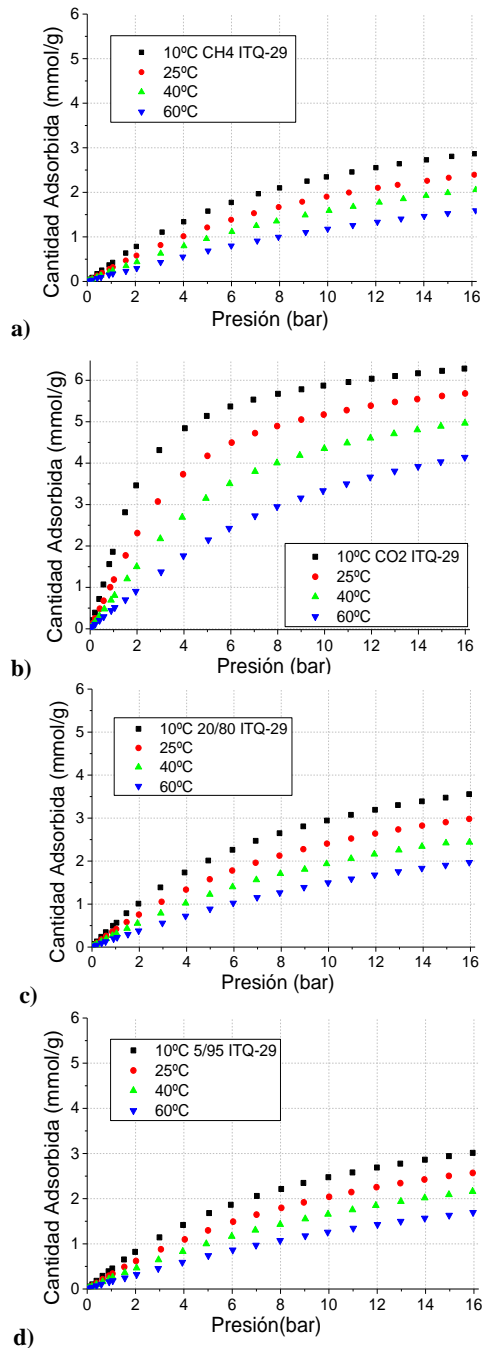 6
5
4
3
2
1
0
Cantidad Adsorbida (mmol/g)
10ºC CH4 ITQ-29
25ºC
40ºC
60ºC
0 2 4 6 8 10 12 14 16
Presión (bar)
a)
6
5
4
3
2
1
0
Cantidad Adsorbida (mmol/g)
10ºC CO2 ITQ-29
25ºC
40ºC
60ºC
0 2 4 6 8 10 12 14 16
Presión (bar)
b)
6
5
4
3
2
1
0
Cantidad Adsorbida (mmol/g)
10ºC 20/80 ITQ-29
25ºC
40ºC
60ºC
0 2 4 6 8 10 12 14 16
Presión (bar)
c)
6
5
4
3
2
1
0
Cantidad Adsorbida (mmol/g)
10ºC 5/95 ITQ-29
25ºC
40ºC
60ºC
0 2 4 6 8 10 12 14 16
Presión(bar)
d)